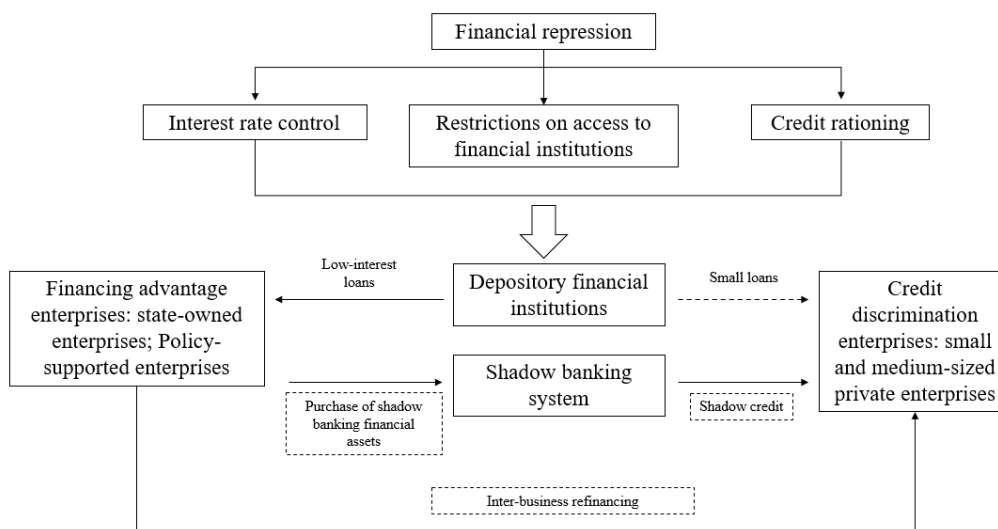 Financial repression
Interest rate control
Restrictions on access to
financial institutions
Credit rationing
Low-interest
loans
Depository financial
institutions
Small loans
Financing advantage
enterprises: state-owned
enterprises; Policy-
supported enterprises
Credit
discrimination
enterprises: small
and medium-sized
private enterprises
Purchase of shadow
banking financial
assets
Shadow banking
system
Shadow credit
Inter-business refinancing